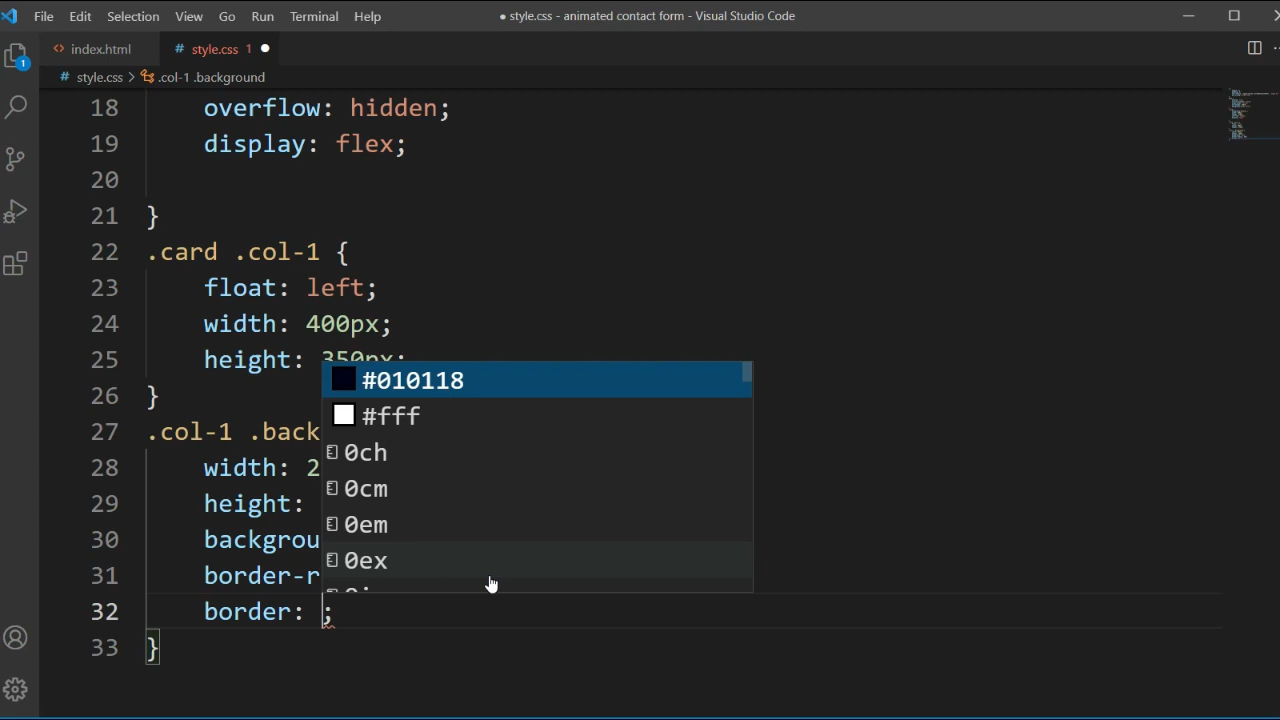 File Edit Selection View Go Run Terminal Help ● style.css - animated contact form - Visual Studio Code
<> index.html # style.css 1 ●
# style.css > .col-1 .background
1
18 overflow: hidden;
19 display: flex;
20
21 }
22 .card .col-1 {
23 float: left;
24 width: 400px;
25 height: 350px;
#010118
26 }
#fff
27 .col-1 .back
0ch
28 width: 2
0cm
29 height:
0em
30 backgrou
0ex
31 border-r
32 border: ;
33 }